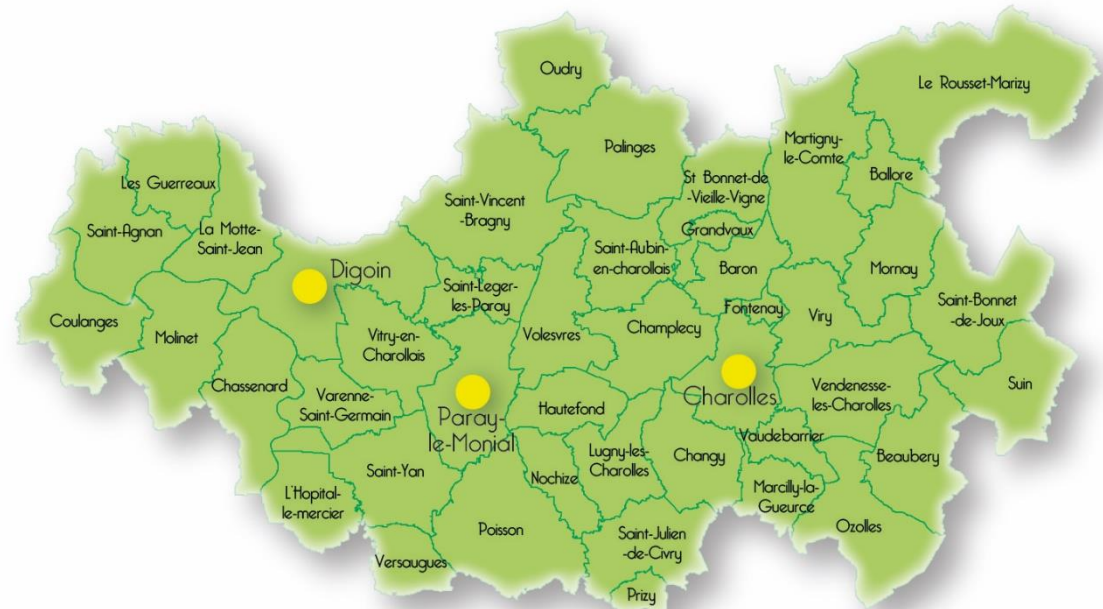 Oudry
Le Rousset-Marizy
Palinges
Martigny-
le-Comte
Ballore
Les Guerreaux
St Bonnet-de
-Vieille-Vigne
Saint-Vincent
-Bragny
Saint-Agnan
La Motte-
Saint-Jean
Grandvaux
Saint-Aubin-
en-charollais
Baron
Mornay
Digoin
Saint-Leger-
les-Paray
Saint-Bonnet
-de-Joux
Coulanges
Molinet
Vitry-en-
Charollais
Volesvres
Champlecy
Fontenay
Viry
Chassenard
Varenne-
Saint-Germain
Paray-
le-Monial
Hautefond
Charolles
Vendenesse-
les-Charolles
Suin
Vaudebarrier
Lugny-les-
Charolles
Changy
Beaubery
Saint-Yan
Nochize
L'Hopital-
le-mercier
Marcilly-la-
Gueurce
Poisson
Saint-Julien
-de-Civry
Ozolles
Versaugues
Prizy